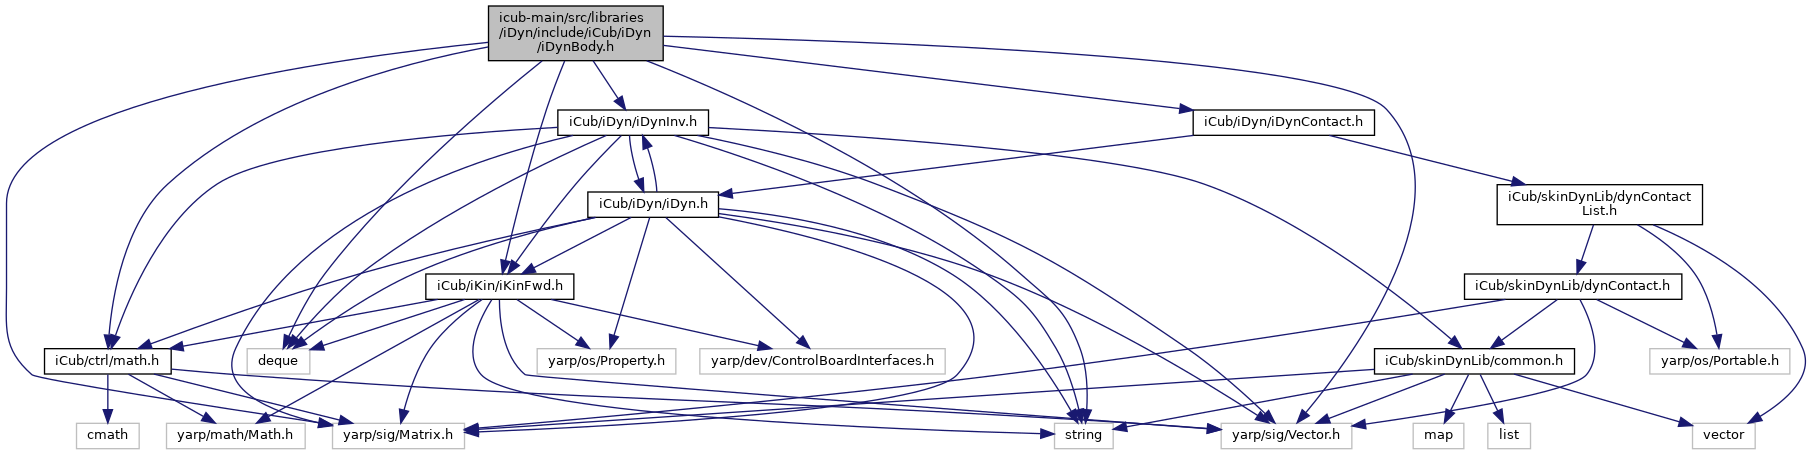 icub-main/src/libraries
/iDyn/include/iCub/iDyn
/iDynBody.h
iCub/iDyn/iDynInv.h
iCub/iDyn/iDynContact.h
iCub/iDyn/iDyn.h
iCub/skinDynLib/dynContact
List.h
iCub/iKin/iKinFwd.h
iCub/skinDynLib/dynContact.h
iCub/ctrl/math.h
deque
yarp/os/Property.h
yarp/dev/ControlBoardInterfaces.h
iCub/skinDynLib/common.h
yarp/os/Portable.h
cmath
yarp/math/Math.h
yarp/sig/Matrix.h
string
yarp/sig/Vector.h
map
list
vector